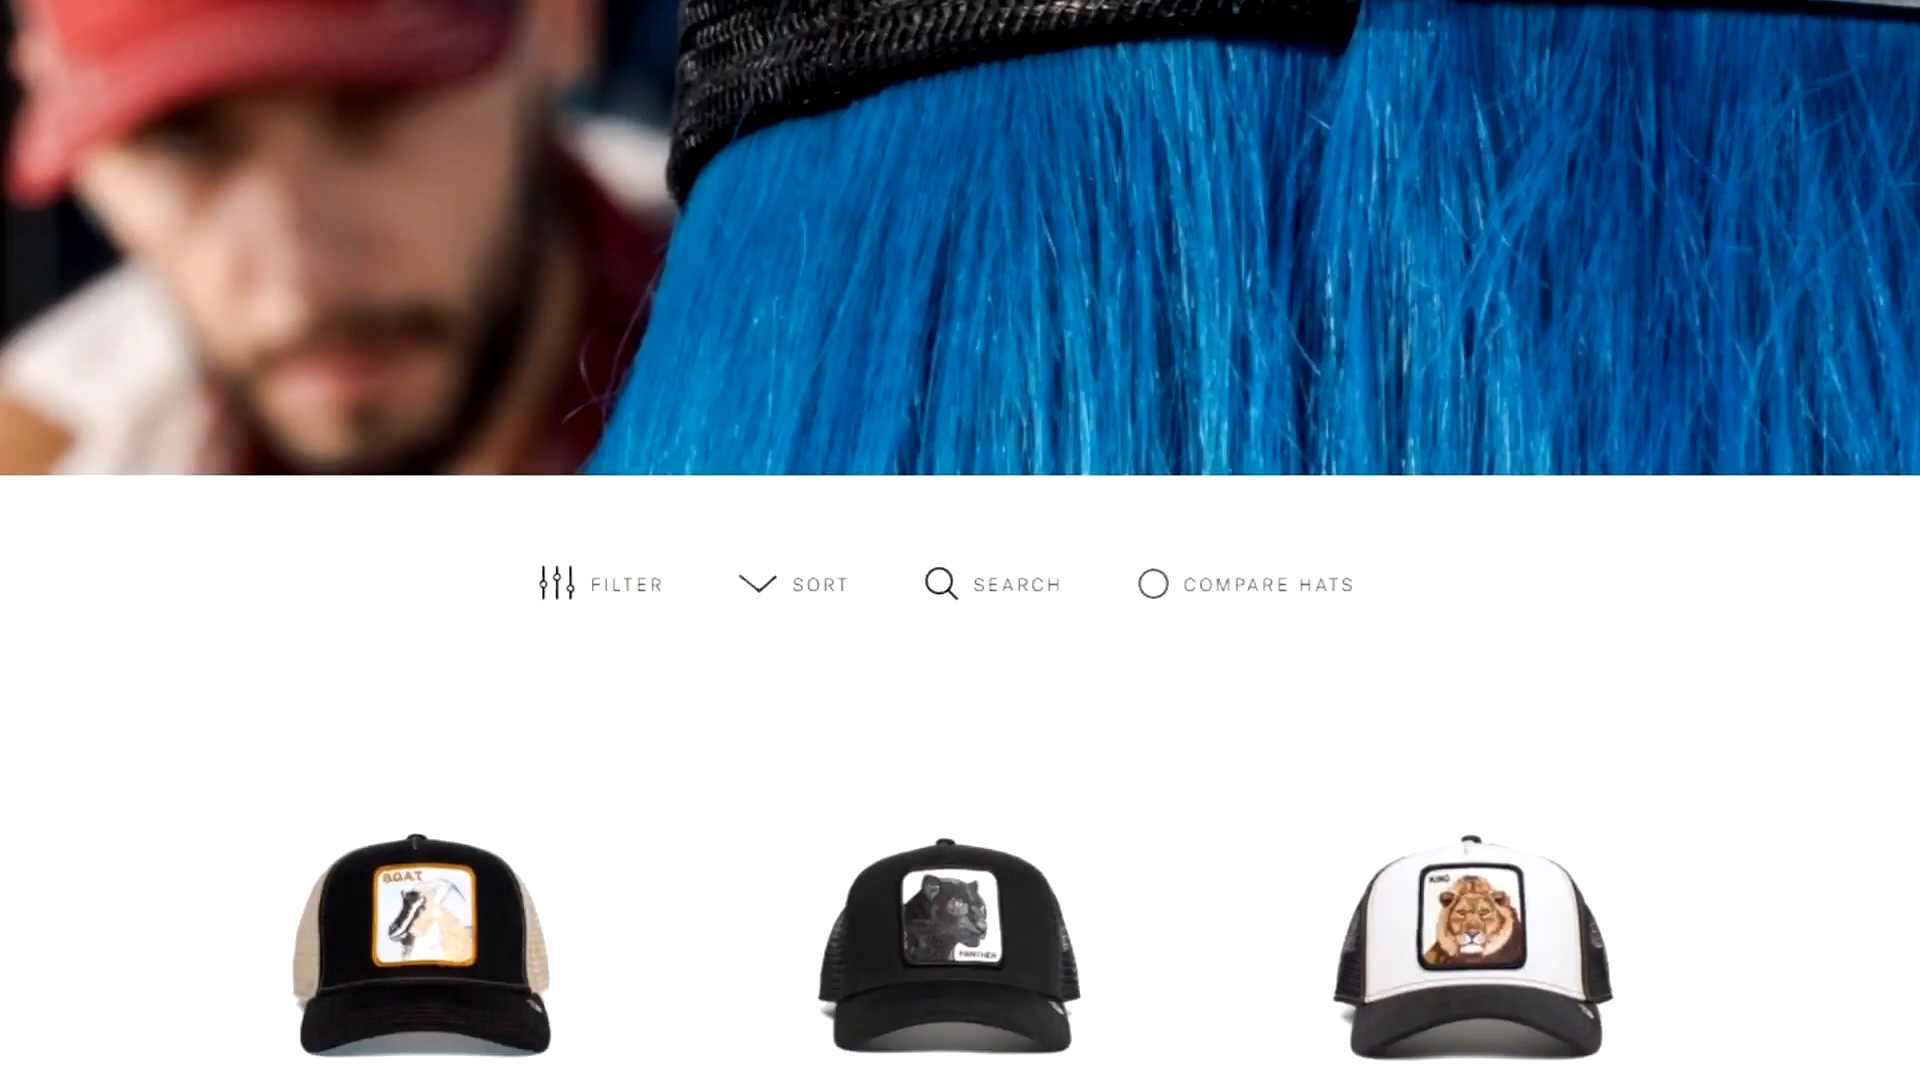 FILTER SORT SEARCH COMPARE HATS
G.O.A.T.
PANTHER
KING